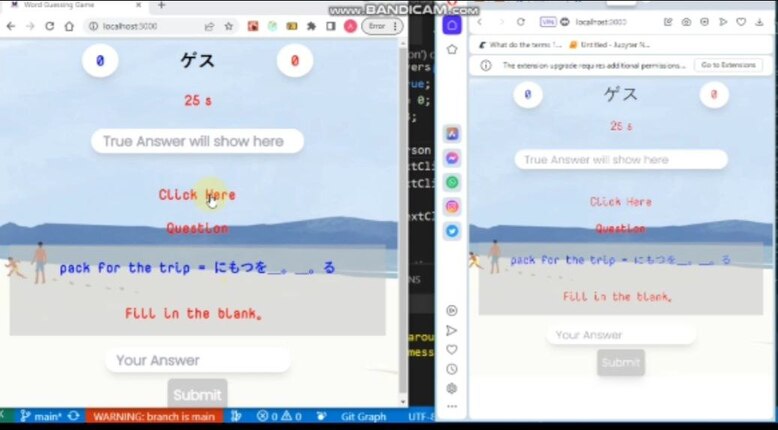 Word Guessing Game
www.BANDICAM.com
localhost:3000
Error
0
ゲス
0
25 s
True Answer will show here
Click Here
Question
pack for the trip = にもつを__。__。る
Fill in the blank。
Your Answer
Submit
main*
WARNING: branch is main
0
0
Git Graph
UTF-8
VPN
localhost:3000
What do the terms '...
Untitled - Jupyter N...
The extension upgrade requires additional permissions...
Go to Extensions
0
ゲス
0
25 s
True Answer will show here
Click Here
Question
pack for the trip = にもつを__。__。る
Fill in the blank。
Your Answer
Submit